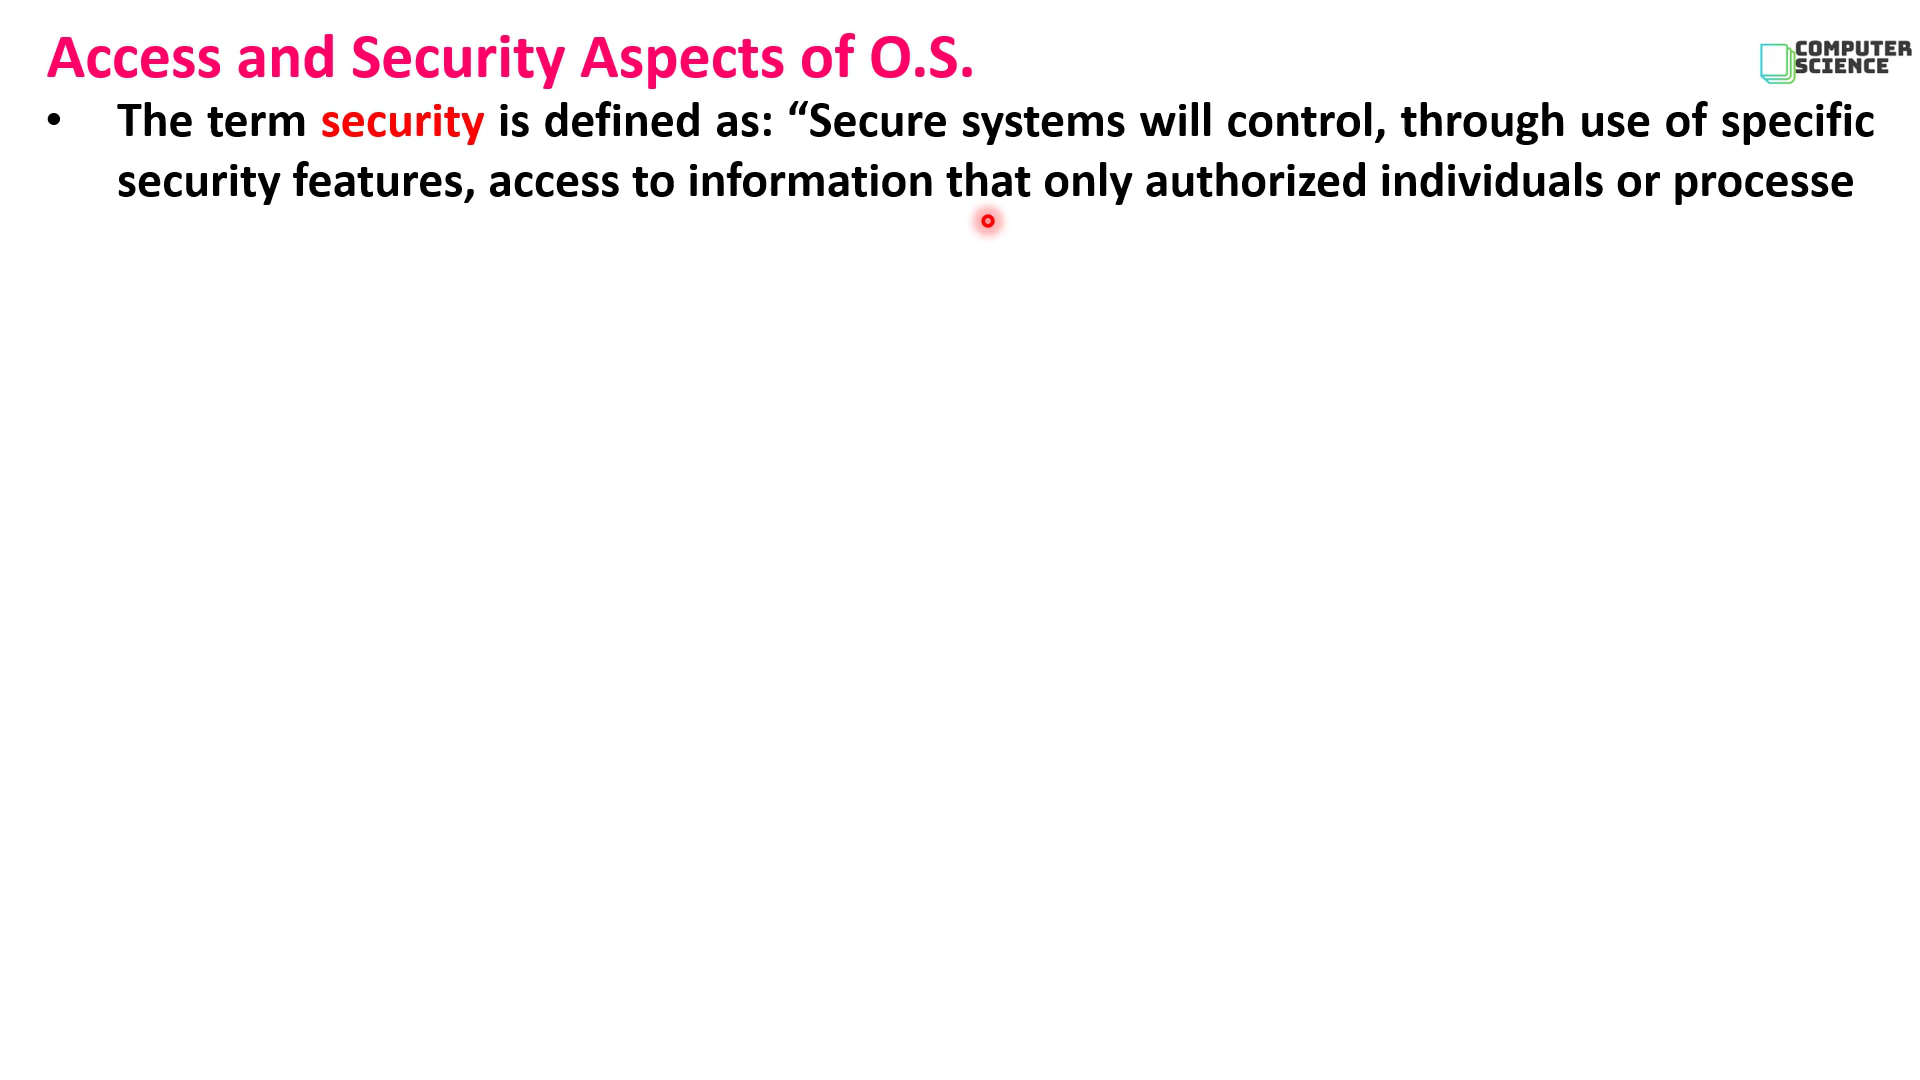 Access and Security Aspects of O.S.
COMPUTER
SCIENCE
• The term security is defined as: “Secure systems will control, through use of specific
security features, access to information that only authorized individuals or processe